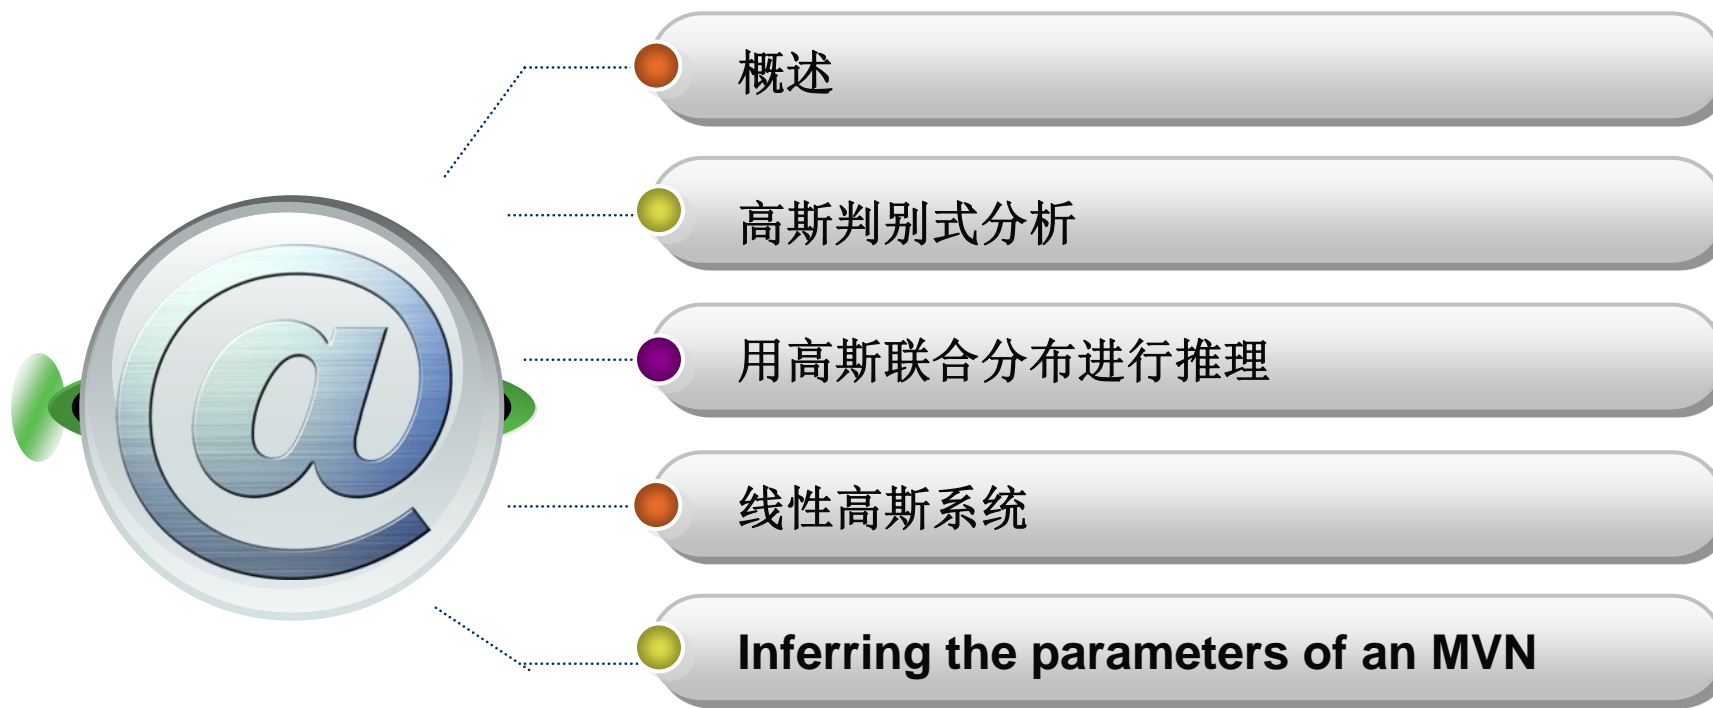 概述
高斯判别式分析
用高斯联合分布进行推理
线性高斯系统
Inferring the parameters of an MVN